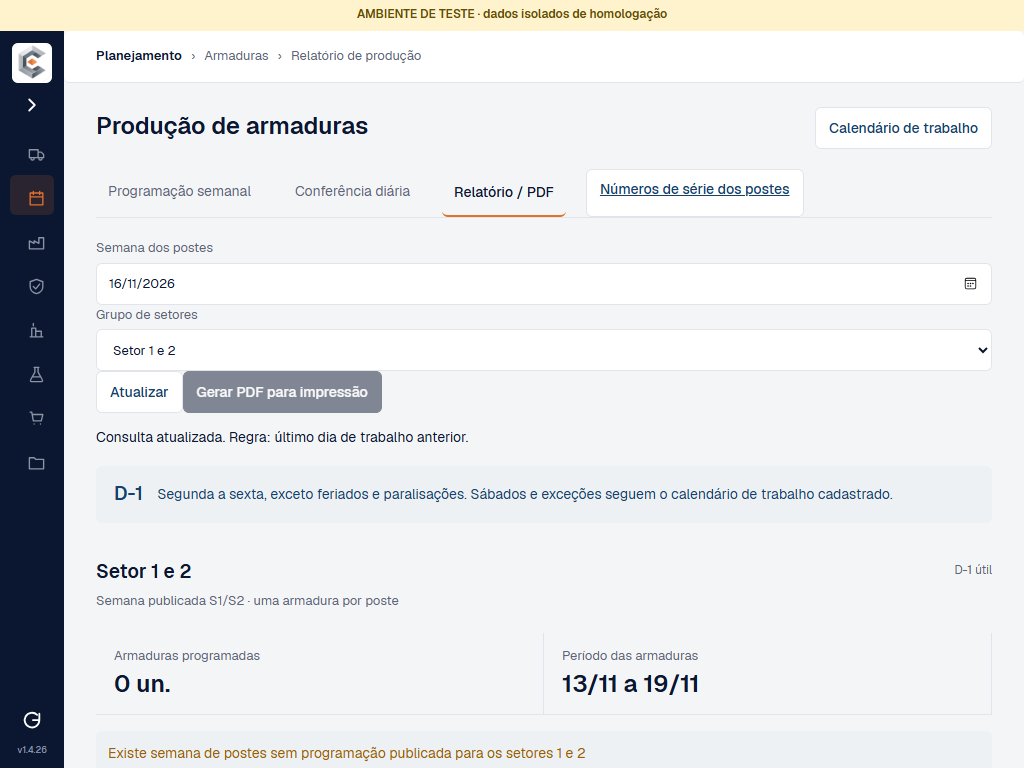 AMBIENTE DE TESTE · dados isolados de homologação
Planejamento › Armaduras › Relatório de produção
Produção de armaduras
Calendário de trabalho
Programação semanal
Conferência diária
Relatório / PDF
Números de série dos postes
Semana dos postes
16/11/2026
Grupo de setores
Setor 1 e 2
Atualizar
Gerar PDF para impressão
Consulta atualizada. Regra: último dia de trabalho anterior.
D-1 Segunda a sexta, exceto feriados e paralisações. Sábados e exceções seguem o calendário de trabalho cadastrado.
Setor 1 e 2
D-1 útil
Semana publicada S1/S2 · uma armadura por poste
Armaduras programadas
0 un.
Período das armaduras
13/11 a 19/11
Existe semana de postes sem programação publicada para os setores 1 e 2
v1.4.26